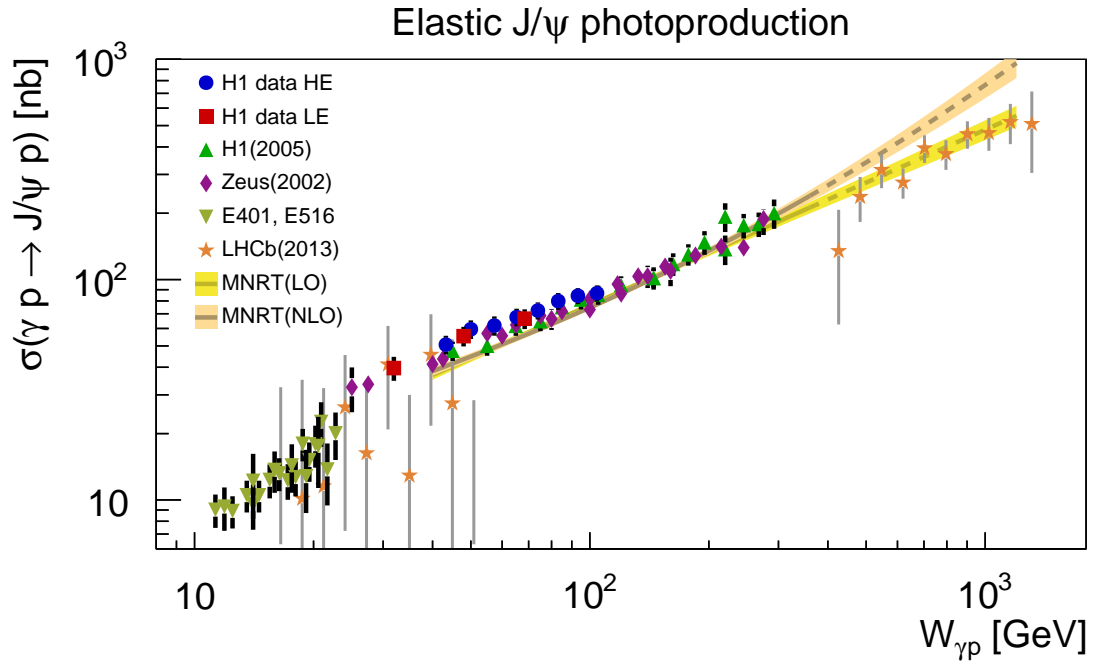 Elastic J/ψ photoproduction
σ(γ p → J/ψ p) [nb]
10³
10²
10
H1 data HE
H1 data LE
H1(2005)
Zeus(2002)
E401, E516
LHCb(2013)
MNRT(LO)
MNRT(NLO)
10
10²
10³
W_γp [GeV]